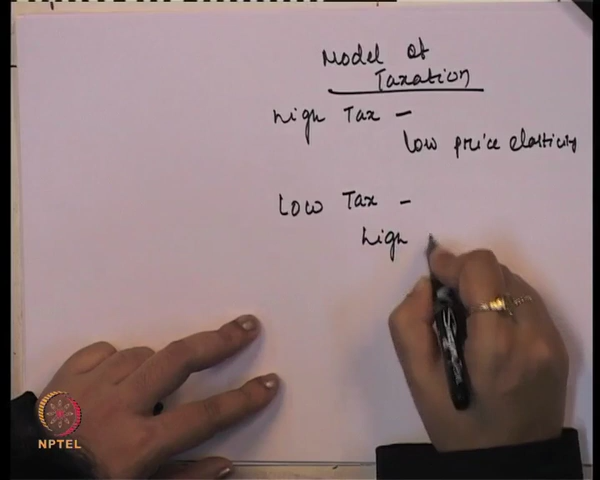 Model of
Taxation
High Tax -
low price elasticity
Low Tax -
high
NPTEL